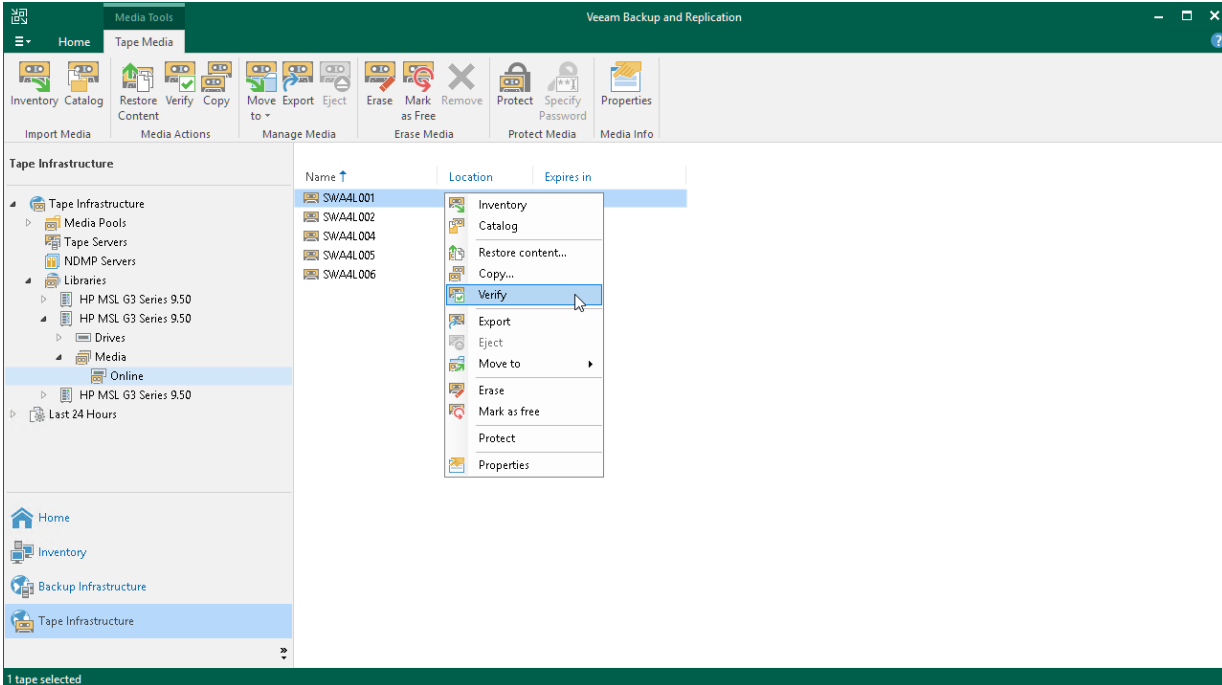 Media Tools
Veeam Backup and Replication
Home
Tape Media
Inventory Catalog Restore Content Verify Copy Move to Export Eject Erase Mark as Free Remove Protect Specify Password Properties
Import Media Media Actions Manage Media Erase Media Protect Media Media Info
Tape Infrastructure
Tape Infrastructure
Media Pools
Tape Servers
NDMP Servers
Libraries
HP MSL G3 Series 9.50
HP MSL G3 Series 9.50
Drives
Media
Online
HP MSL G3 Series 9.50
Last 24 Hours
Home
Inventory
Backup Infrastructure
Tape Infrastructure
Name Location Expires in
SWA4L001
SWA4L002
SWA4L004
SWA4L005
SWA4L006
Inventory
Catalog
Restore content...
Copy...
Verify
Export
Eject
Move to
Erase
Mark as free
Protect
Properties
1 tape selected